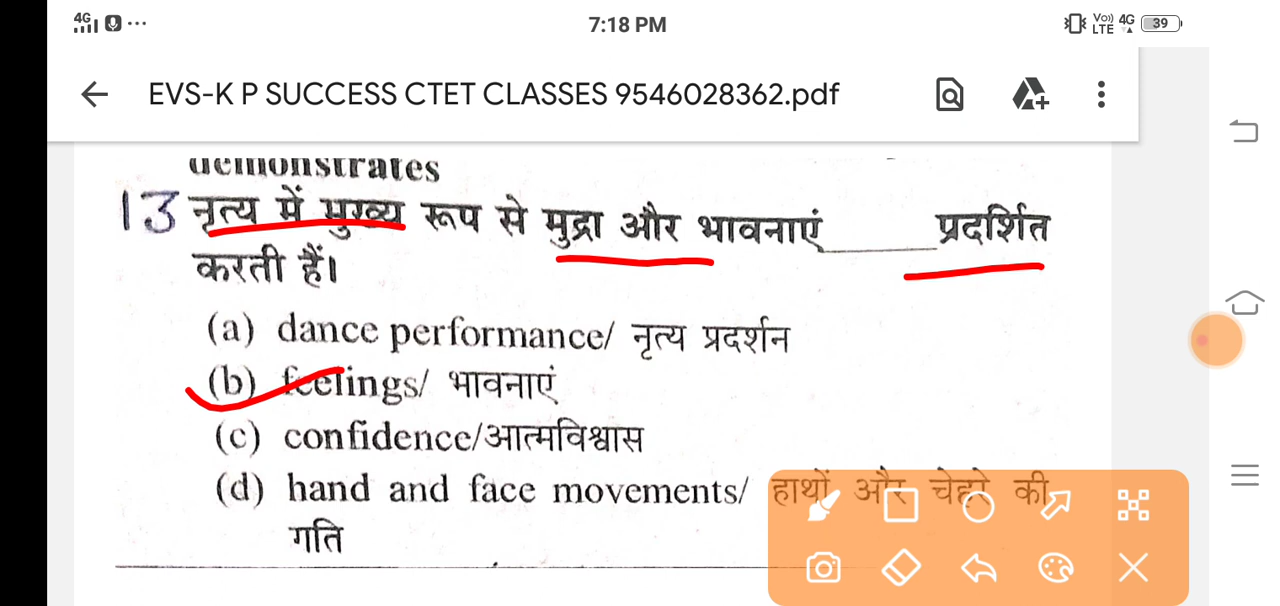 4G ...
7:18 PM
Vo) LTE 4G 39
EVS-K P SUCCESS CTET CLASSES 9546028362.pdf
demonstrates
13 नृत्य में मुख्य रूप से मुद्रा और भावनाएं______प्रदर्शित
करती हैं।
(a) dance performance/ नृत्य प्रदर्शन
(b) feelings/ भावनाएं
(c) confidence/आत्मविश्वास
(d) hand and face movements/ हाथों और चेहरे की
गति